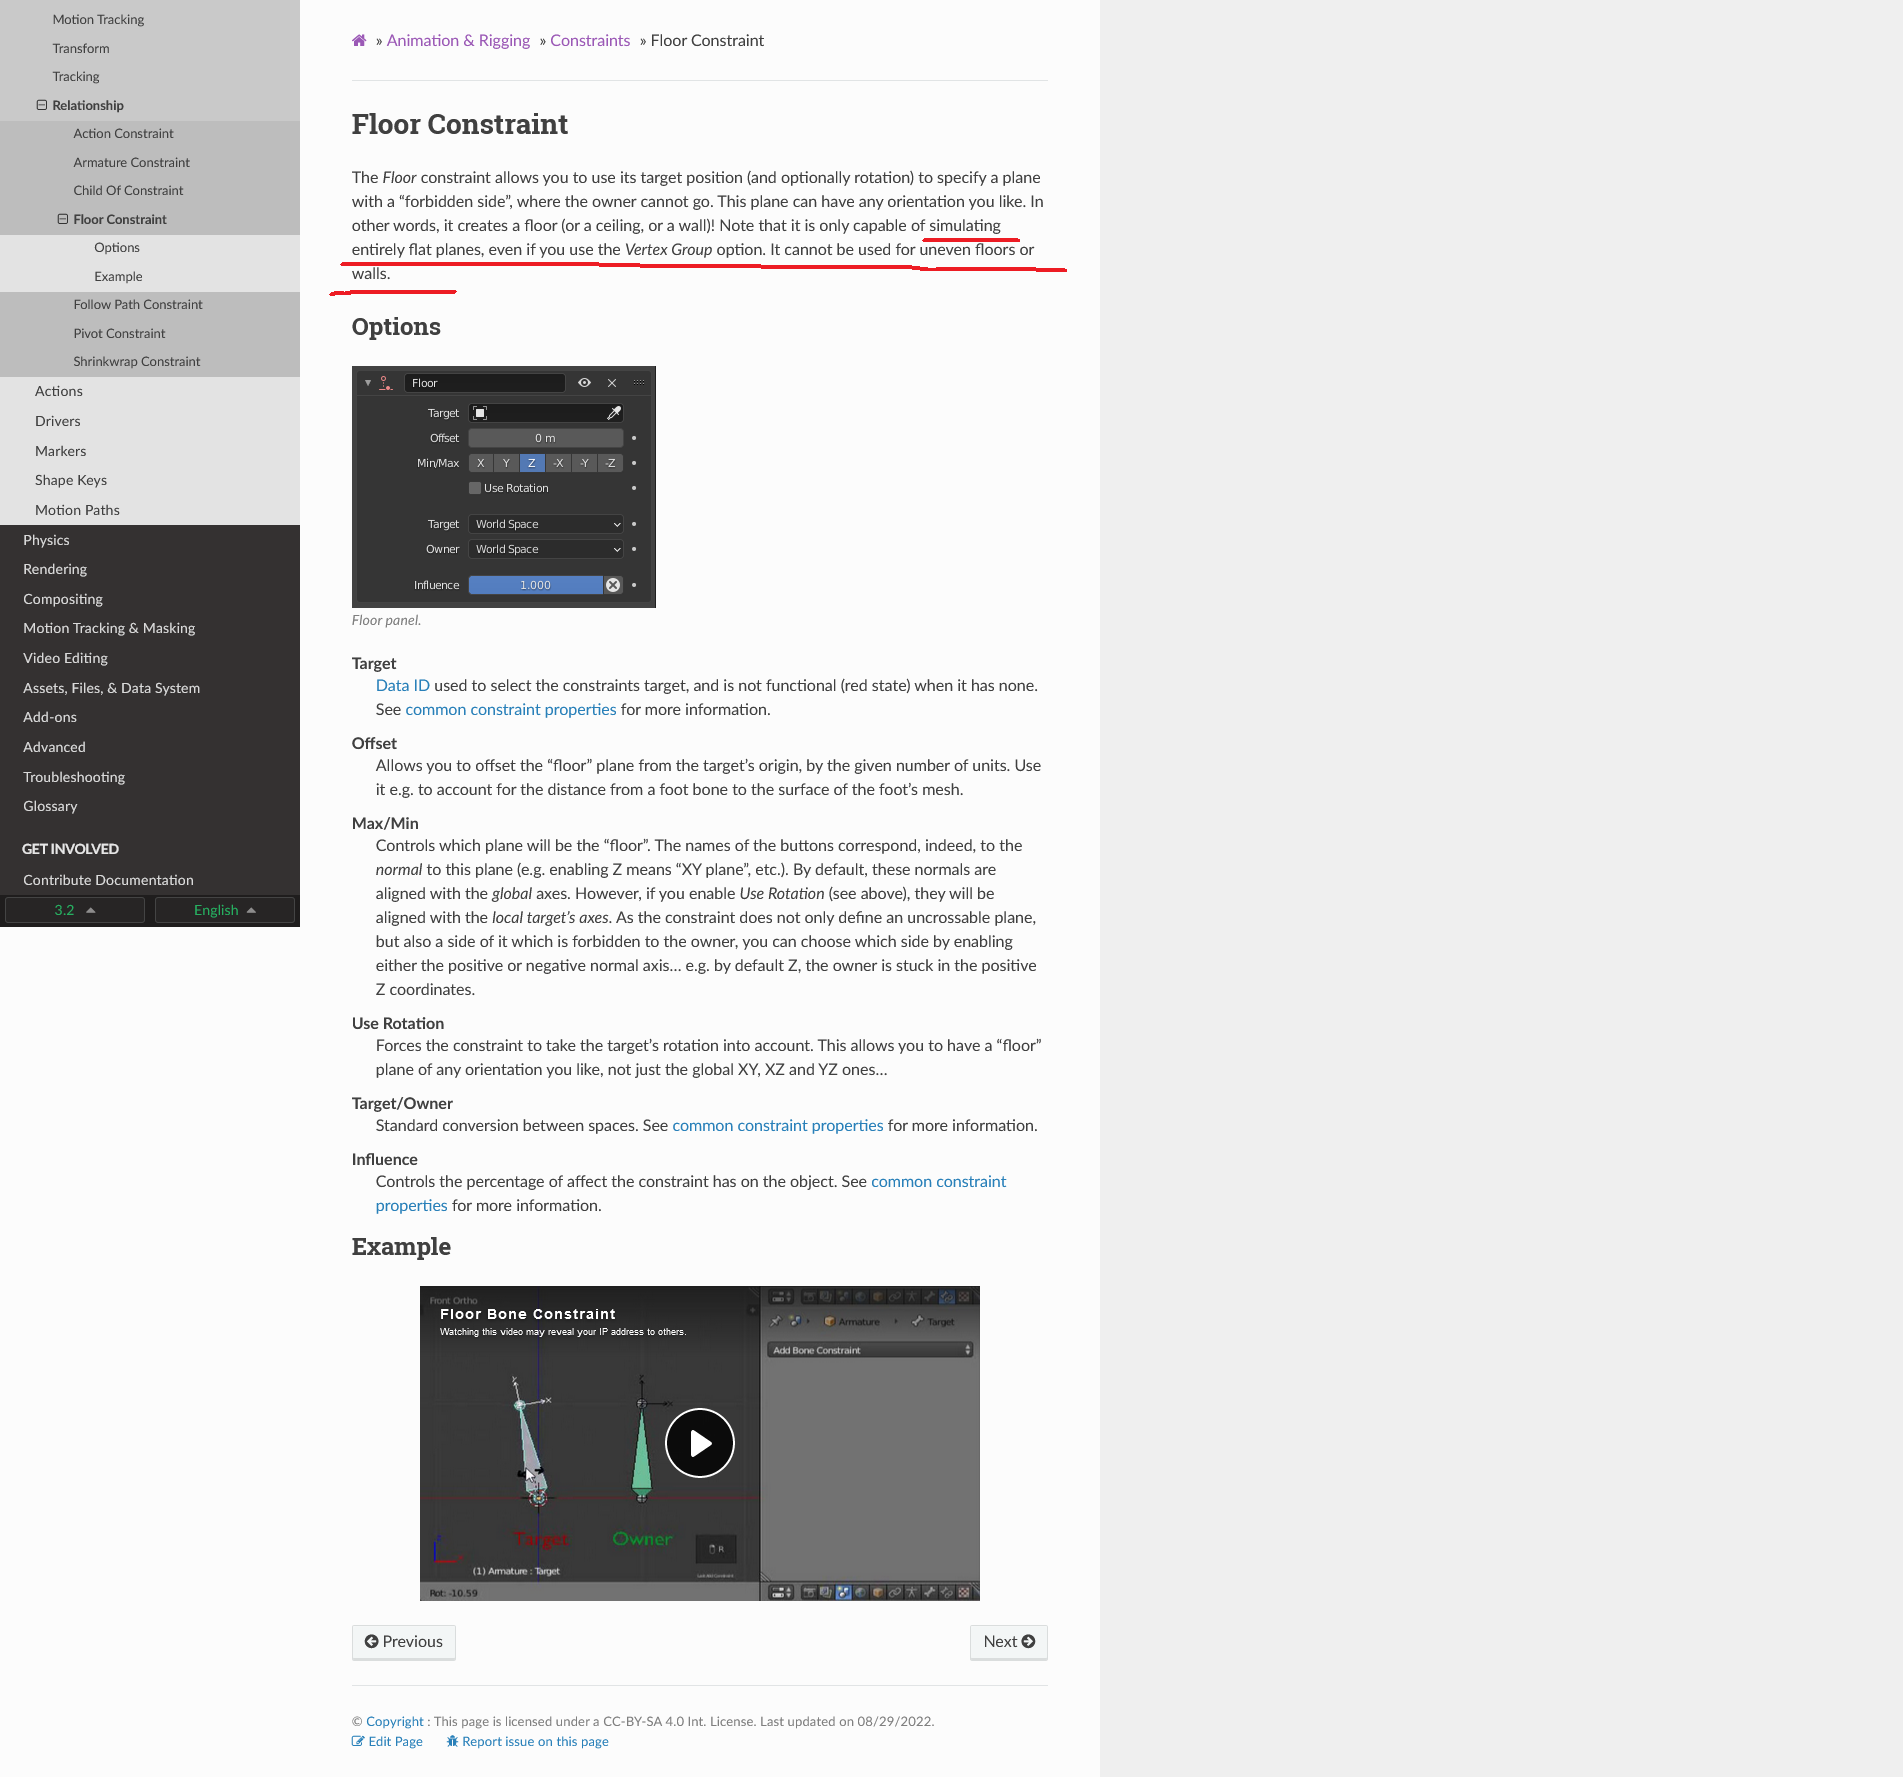 Motion Tracking
Transform
Tracking
Relationship
Action Constraint
Armature Constraint
Child Of Constraint
Floor Constraint
Options
Example
Follow Path Constraint
Pivot Constraint
Shrinkwrap Constraint
Actions
Drivers
Markers
Shape Keys
Motion Paths
Physics
Rendering
Compositing
Motion Tracking & Masking
Video Editing
Assets, Files, & Data System
Add-ons
Advanced
Troubleshooting
Glossary
GET INVOLVED
Contribute Documentation
3.2 English
» Animation & Rigging » Constraints » Floor Constraint
Floor Constraint
The Floor constraint allows you to use its target position (and optionally rotation) to specify a plane
with a “forbidden side”, where the owner cannot go. This plane can have any orientation you like. In
other words, it creates a floor (or a ceiling, or a wall)! Note that it is only capable of simulating
entirely flat planes, even if you use the Vertex Group option. It cannot be used for uneven floors or
walls.
Options
Floor
Target
Offset 0 m
Min/Max X Y Z -X -Y -Z
Use Rotation
Target World Space
Owner World Space
Influence 1.000
Floor panel.
Target
Data ID used to select the constraints target, and is not functional (red state) when it has none.
See common constraint properties for more information.
Offset
Allows you to offset the “floor” plane from the target’s origin, by the given number of units. Use
it e.g. to account for the distance from a foot bone to the surface of the foot’s mesh.
Max/Min
Controls which plane will be the “floor”. The names of the buttons correspond, indeed, to the
normal to this plane (e.g. enabling Z means “XY plane”, etc.). By default, these normals are
aligned with the global axes. However, if you enable Use Rotation (see above), they will be
aligned with the local target’s axes. As the constraint does not only define an uncrossable plane,
but also a side of it which is forbidden to the owner, you can choose which side by enabling
either the positive or negative normal axis… e.g. by default Z, the owner is stuck in the positive
Z coordinates.
Use Rotation
Forces the constraint to take the target’s rotation into account. This allows you to have a “floor”
plane of any orientation you like, not just the global XY, XZ and YZ ones…
Target/Owner
Standard conversion between spaces. See common constraint properties for more information.
Influence
Controls the percentage of affect the constraint has on the object. See common constraint
properties for more information.
Example
Front Ortho
Floor Bone Constraint
Watching this video may reveal your IP address to others.
Armature Target
Add Bone Constraint
Y X
Target Owner
R
(1) Armature : Target
Rot: -10.59
Previous Next
© Copyright : This page is licensed under a CC-BY-SA 4.0 Int. License. Last updated on 08/29/2022.
Edit Page Report issue on this page